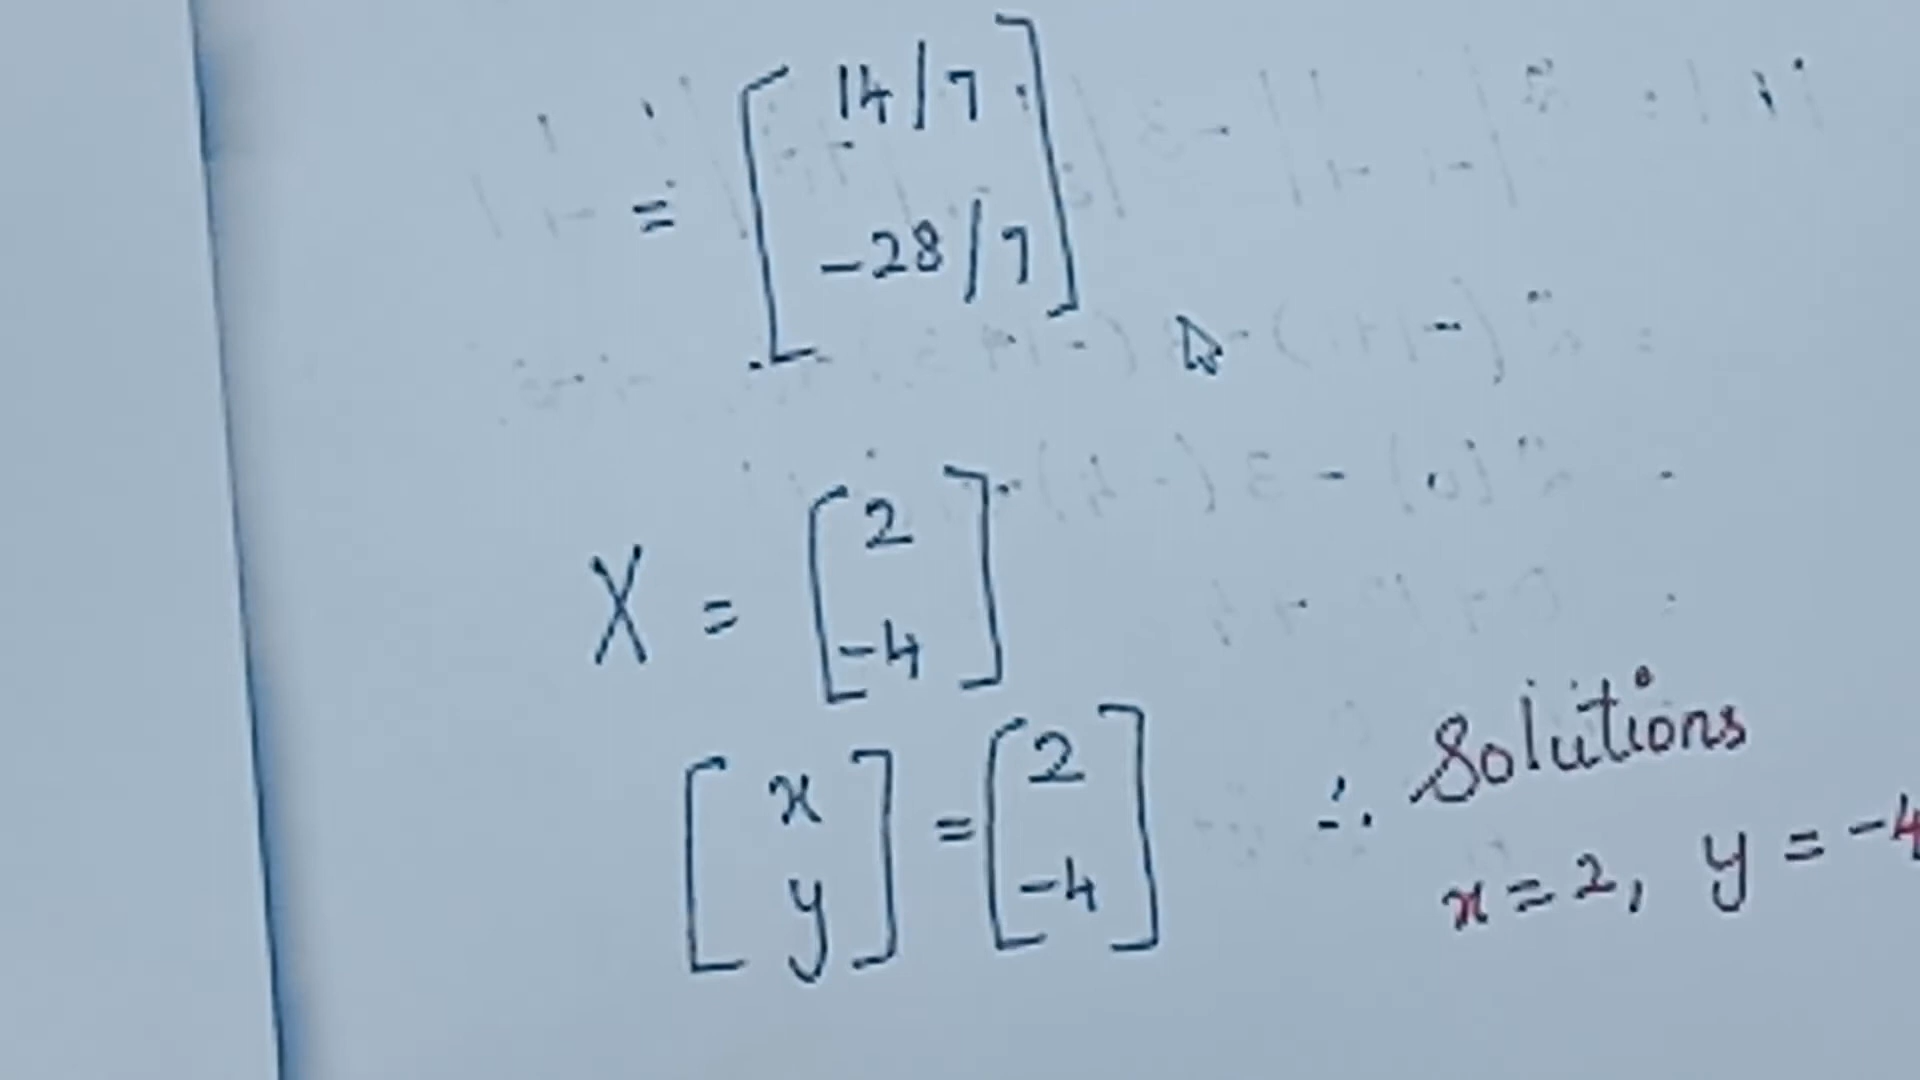 = [ 14/7
-28/7 ]
X = [ 2
-4 ]
[ x
y ] = [ 2
-4 ]
∴ Solutions
x = 2, y = -4